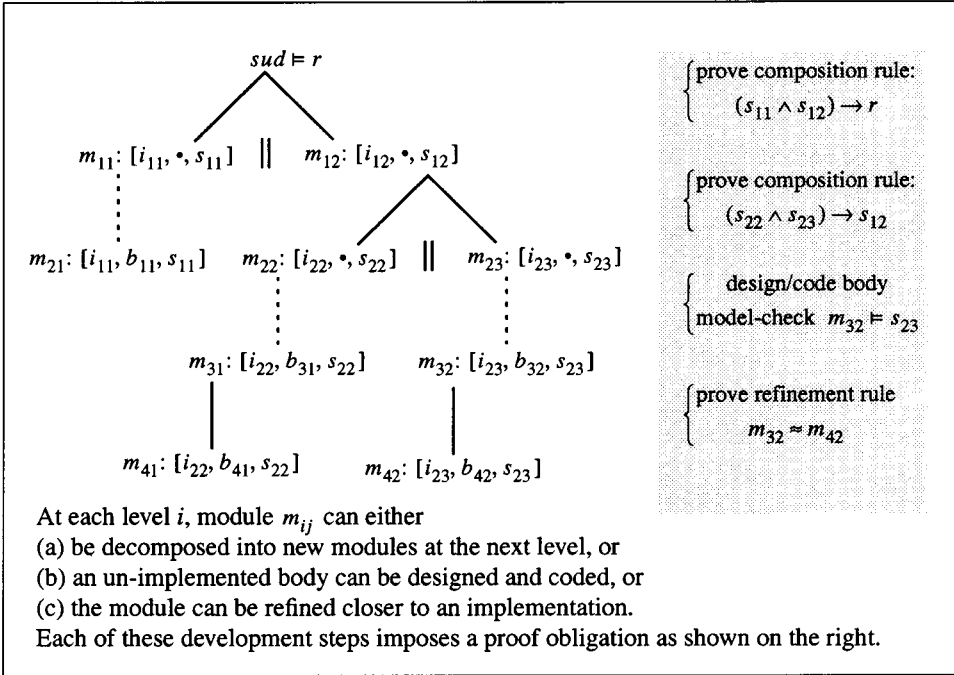 sud ⊨ r
{ prove composition rule:
(s₁₁ ∧ s₁₂) → r
m₁₁: [i₁₁, •, s₁₁] || m₁₂: [i₁₂, •, s₁₂]
{ prove composition rule:
(s₂₂ ∧ s₂₃) → s₁₂
m₂₁: [i₁₁, b₁₁, s₁₁] m₂₂: [i₂₂, •, s₂₂] || m₂₃: [i₂₃, •, s₂₃]
{ design/code body
model-check m₃₂ ⊨ s₂₃
m₃₁: [i₂₂, b₃₁, s₂₂] m₃₂: [i₂₃, b₃₂, s₂₃]
{ prove refinement rule
m₃₂ ≈ m₄₂
m₄₁: [i₂₂, b₄₁, s₂₂] m₄₂: [i₂₃, b₄₂, s₂₃]
At each level i, module mᵢⱼ can either
(a) be decomposed into new modules at the next level, or
(b) an un-implemented body can be designed and coded, or
(c) the module can be refined closer to an implementation.
Each of these development steps imposes a proof obligation as shown on the right.